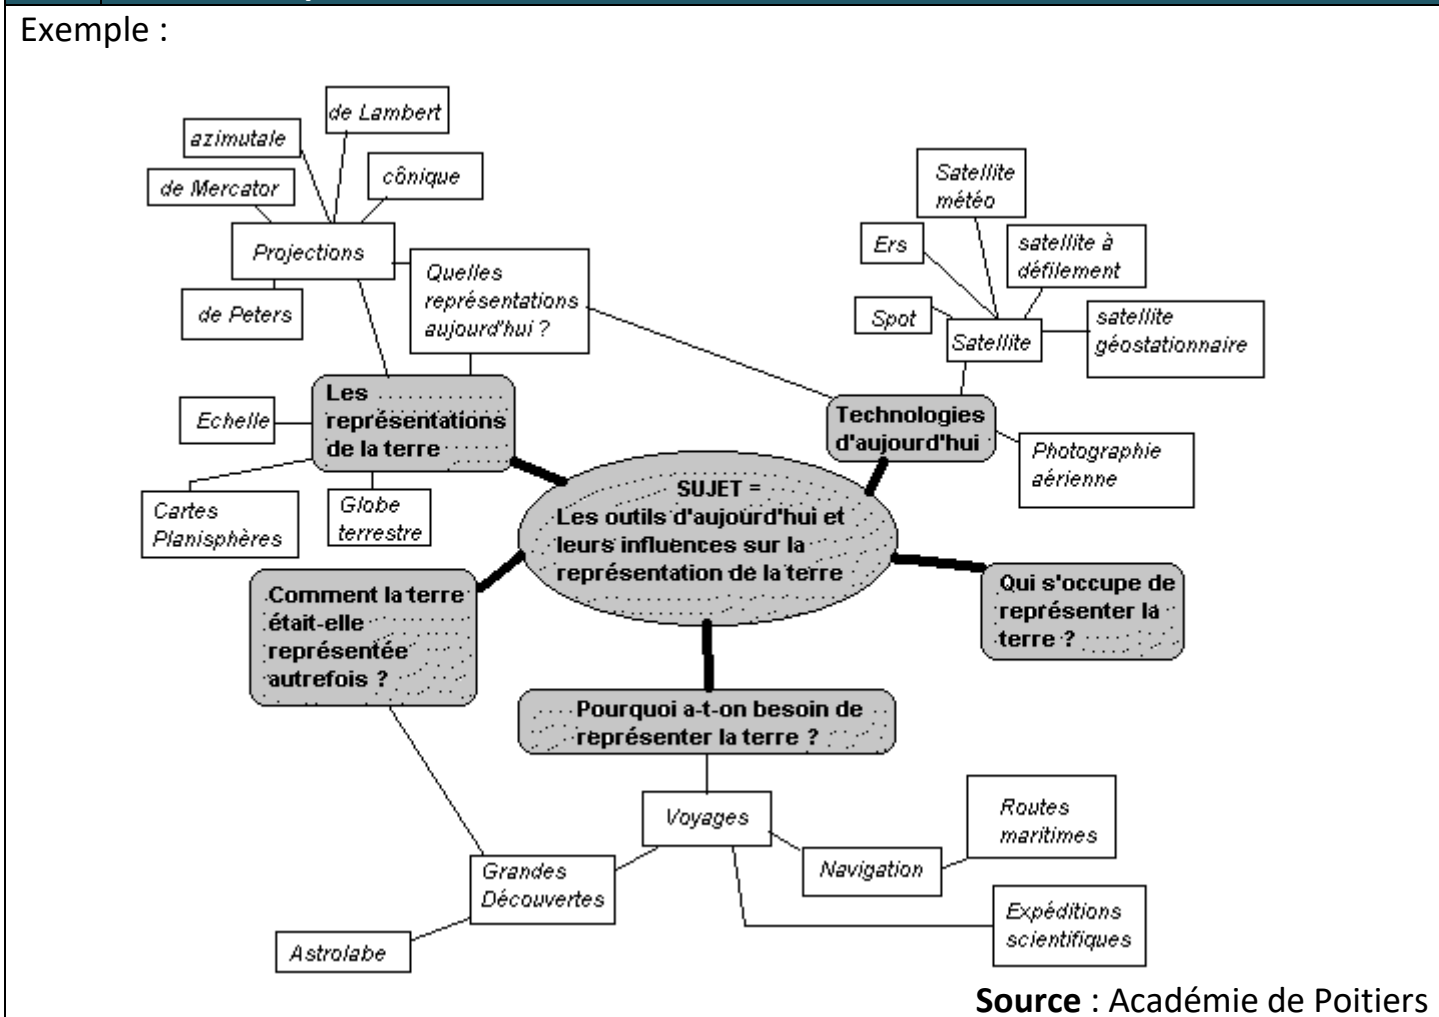 Exemple :
de Lambert
azimutale
cônique
de Mercator
Projections
de Peters
Quelles
représentations
aujourd'hui ?
Satellite
météo
Ers
satellite à
défilement
Spot
Satellite
satellite
géostationnaire
Les
représentations
de la terre
Echelle
Cartes
Planisphères
Globe
terrestre
Technologies
d'aujourd'hui
Photographie
aérienne
SUJET =
Les outils d'aujourd'hui et
leurs influences sur la
représentation de la terre
Comment la terre
était-elle
représentée
autrefois ?
Qui s'occupe de
représenter la
terre ?
Pourquoi a-t-on besoin de
représenter la terre ?
Voyages
Routes
maritimes
Navigation
Grandes
Découvertes
Expéditions
scientifiques
Astrolabe
Source : Académie de Poitiers